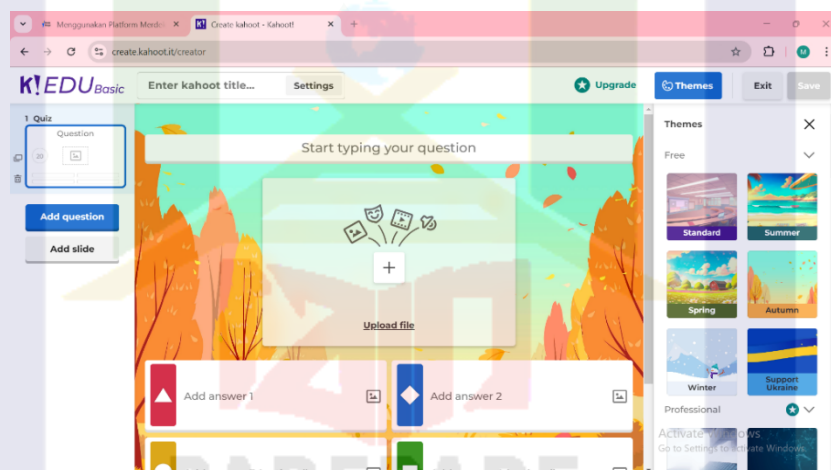 Menggunakan Platform Merde
K! Create kahoot - Kahoot!
create.kahoot.it/creator
K! EDU Basic
Enter kahoot title...
Settings
Upgrade
Themes
Exit
Save
1 Quiz
Question
20
Add question
Add slide
Start typing your question
Upload file
Add answer 1
Add answer 2
Themes
Free
Standard
Summer
Spring
Autumn
Winter
Support
Ukraine
Professional
Activate Windows
Go to Settings to activate Windows.